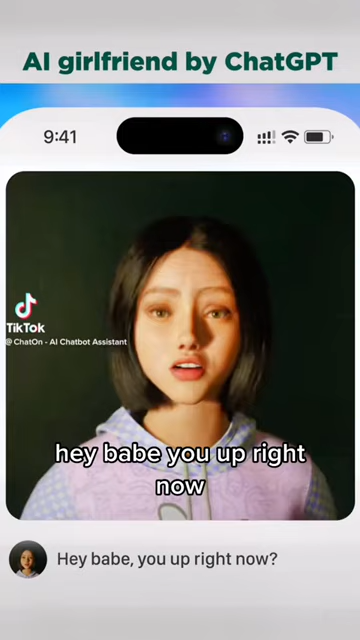 AI girlfriend by ChatGPT
9:41
TikTok
@ChatOn - AI Chatbot Assistant
hey babe you up right
now
Hey babe, you up right now?